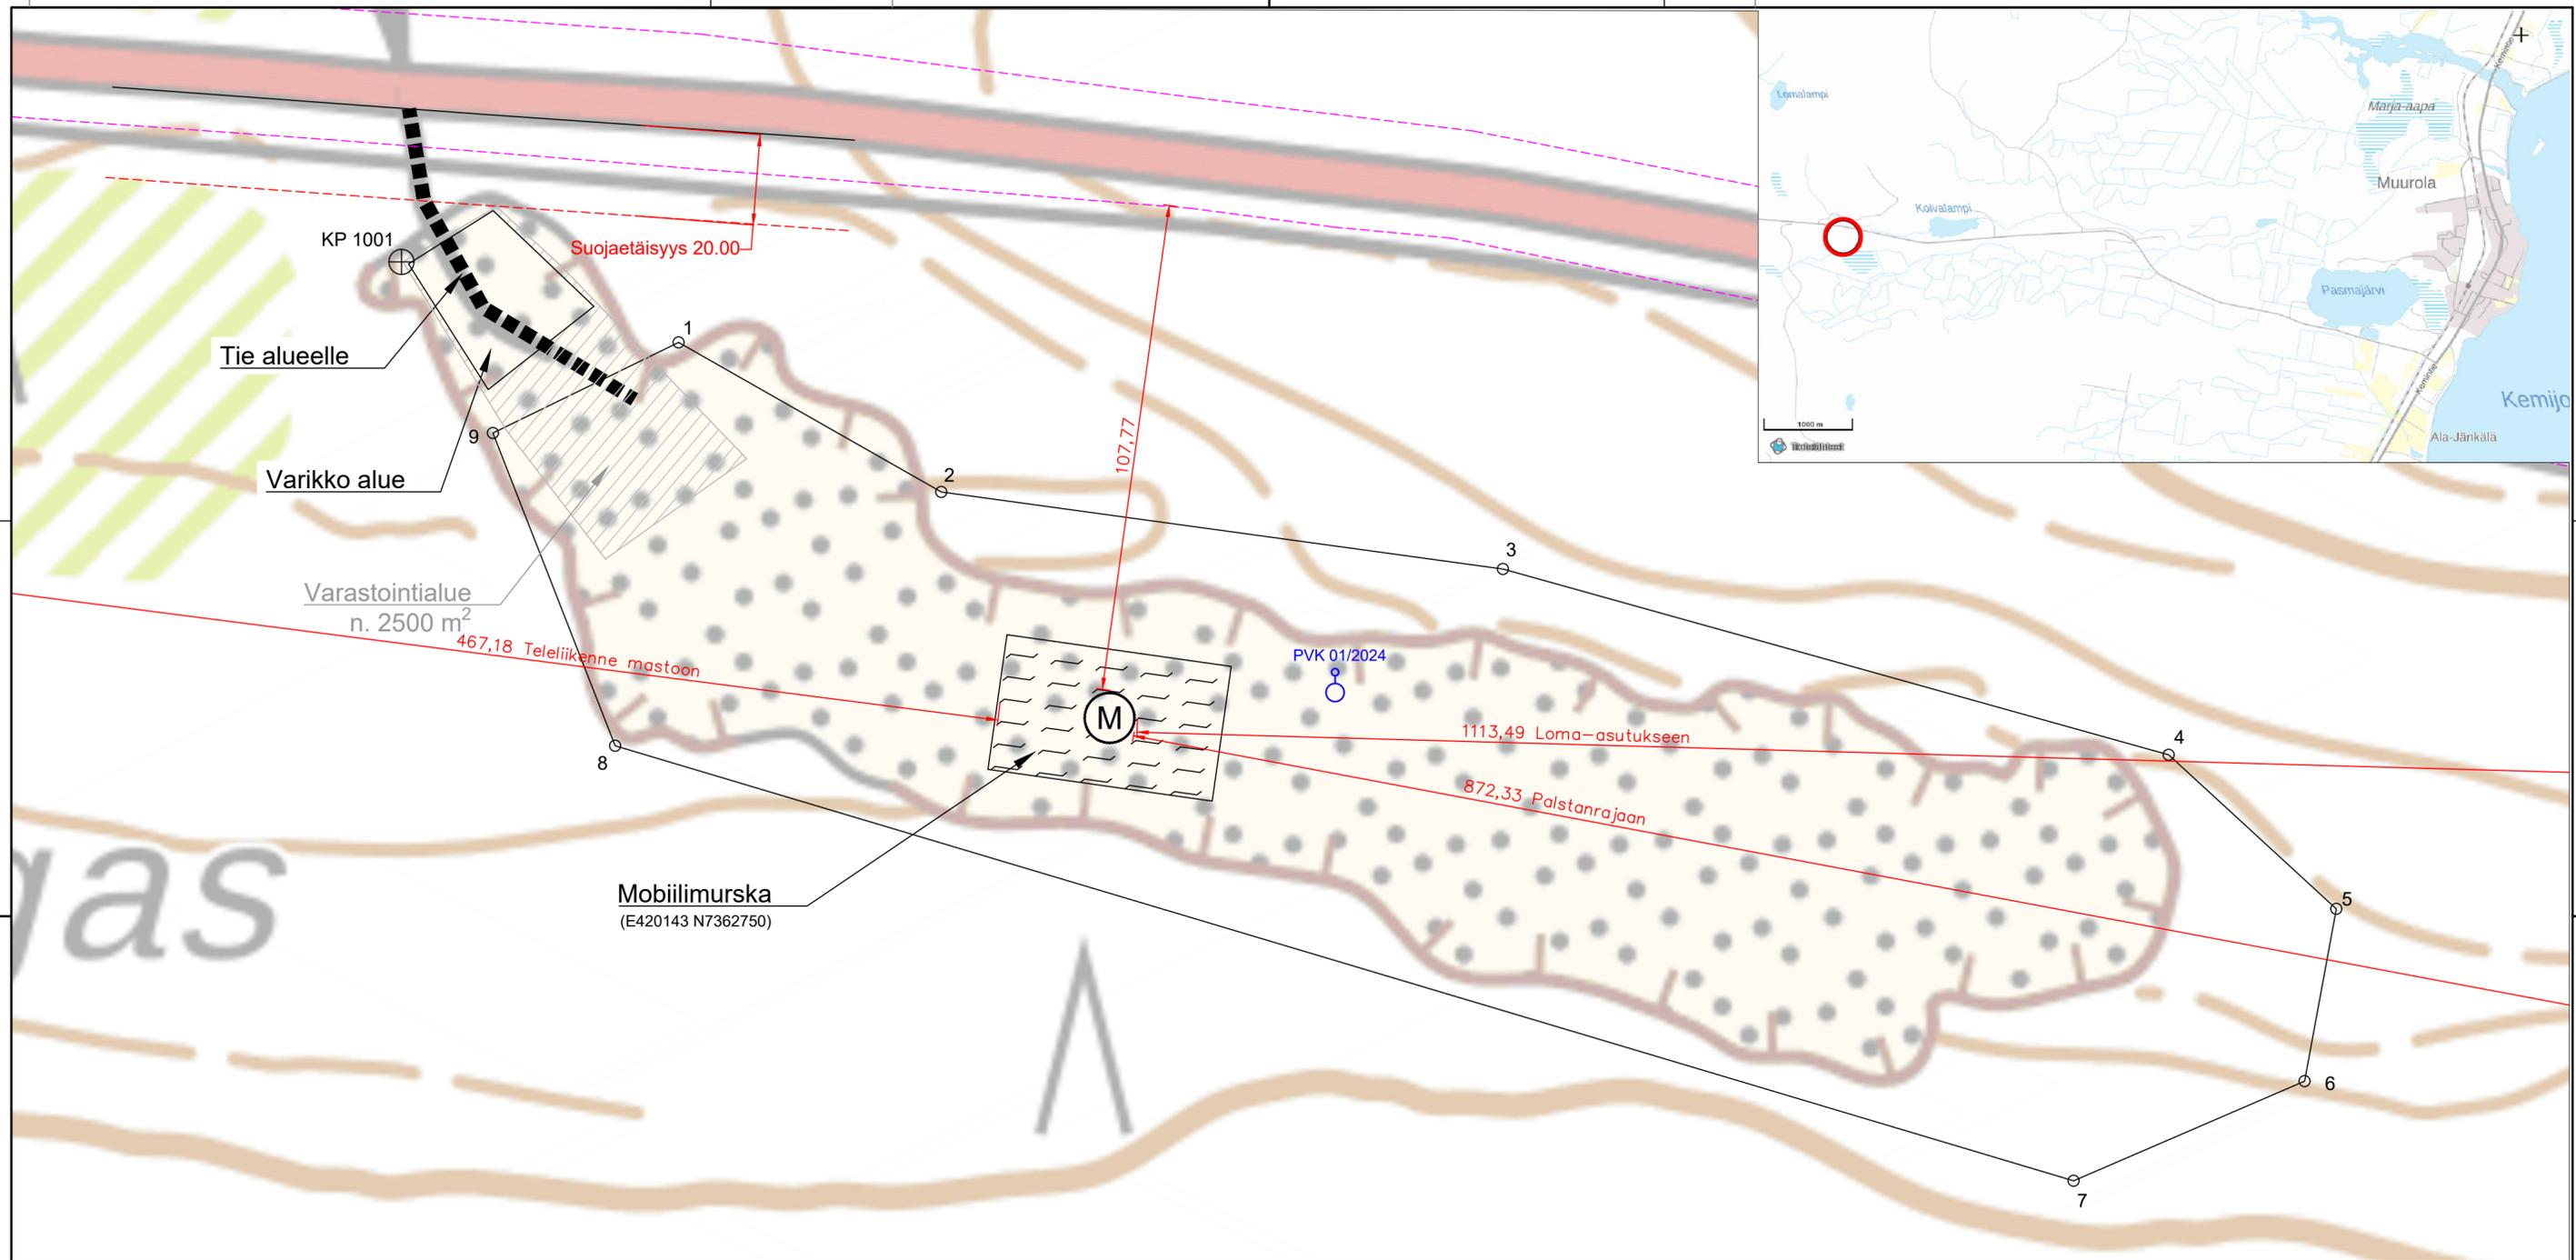 Lomalampi
Kemintie
Marja-aapa
Muurola
Koivalampi
Pasmajärvi
Kemintie
Kemijo
Ala-Jänkälä
1000 m
KP 1001
Suojaetäisyys 20.00
Tie alueelle
1
9
Varikko alue
2
107,77
3
Varastointialue
n. 2500 m²
467,18 Teleliikenne mastoon
PVK 01/2024
M
1113,49 Loma-asutukseen
4
8
872,33 Palstanrajaan
gas
Mobiilimurska
(E420143 N7362750)
5
6
7